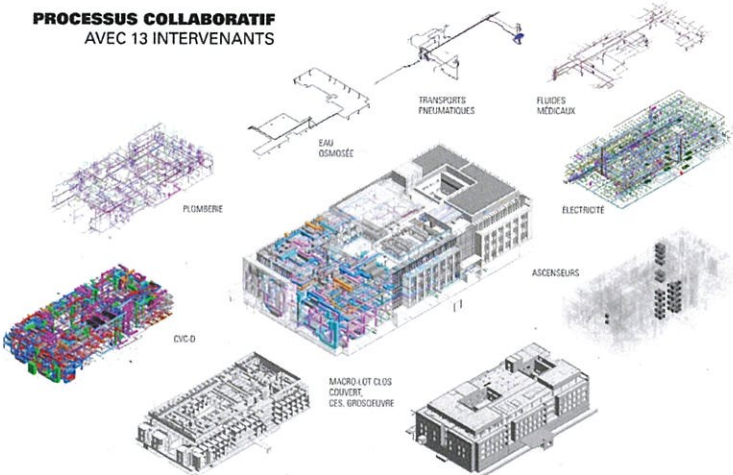 PROCESSUS COLLABORATIF
AVEC 13 INTERVENANTS
TRANSPORTS
PNEUMATIQUES
FLUIDES
MÉDICAUX
EAU
OSMOSÉE
PLOMBERIE
ELECTRICITÉ
ASCENSEURS
CVC-D
MACRO-LOT CLOS
COUVERT,
CES, GROSOEUVRE